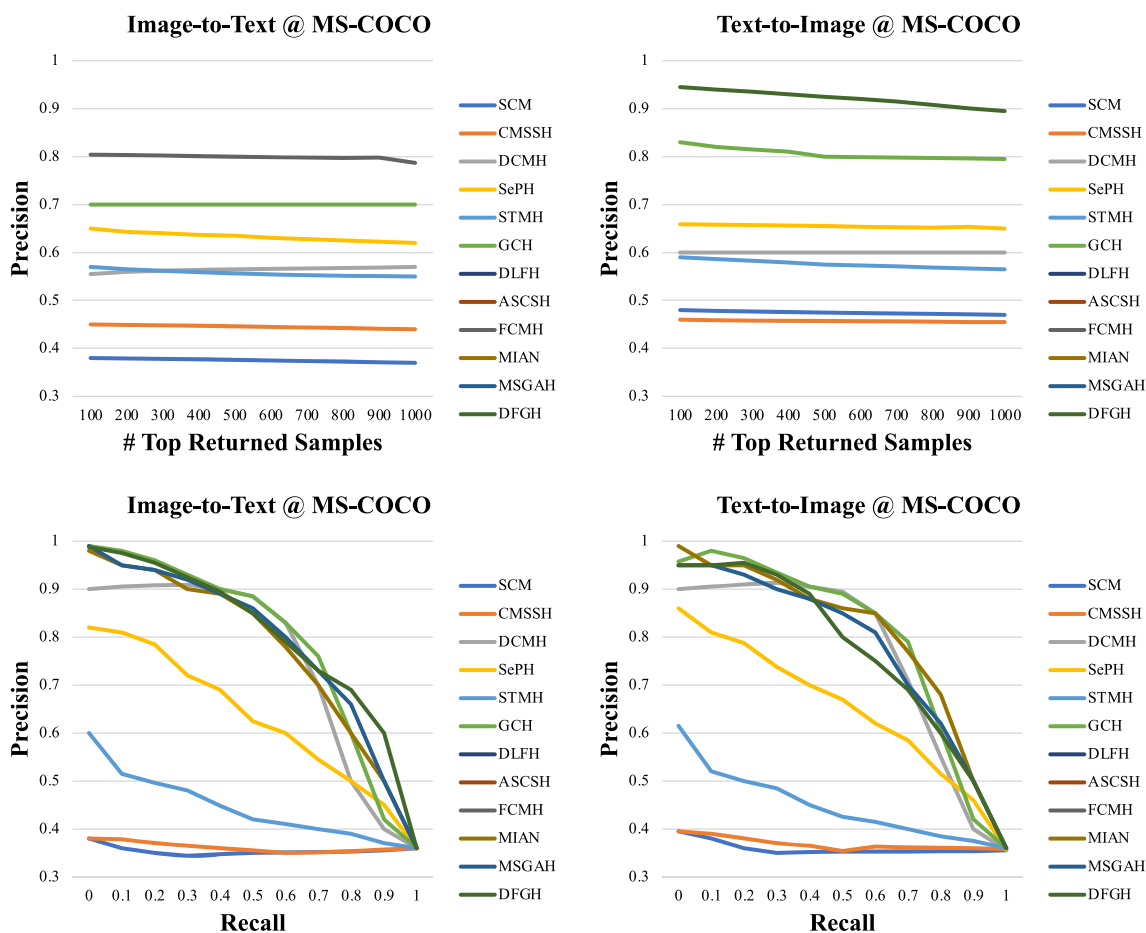 Image-to-Text @ MS-COCO
1
0.9
0.8
0.7
0.6
0.5
0.4
0.3
Precision
100 200 300 400 500 600 700 800 900 1000
# Top Returned Samples
SCM
CMSSH
DCMH
SePH
STMH
GCH
DLFH
ASCSH
FCMH
MIAN
MSGAH
DFGH
Text-to-Image @ MS-COCO
1
0.9
0.8
0.7
0.6
0.5
0.4
0.3
Precision
100 200 300 400 500 600 700 800 900 1000
# Top Returned Samples
SCM
CMSSH
DCMH
SePH
STMH
GCH
DLFH
ASCSH
FCMH
MIAN
MSGAH
DFGH
Image-to-Text @ MS-COCO
1
0.9
0.8
0.7
0.6
0.5
0.4
0.3
Precision
0 0.1 0.2 0.3 0.4 0.5 0.6 0.7 0.8 0.9 1
Recall
SCM
CMSSH
DCMH
SePH
STMH
GCH
DLFH
ASCSH
FCMH
MIAN
MSGAH
DFGH
Text-to-Image @ MS-COCO
1
0.9
0.8
0.7
0.6
0.5
0.4
0.3
Precision
0 0.1 0.2 0.3 0.4 0.5 0.6 0.7 0.8 0.9 1
Recall
SCM
CMSSH
DCMH
SePH
STMH
GCH
DLFH
ASCSH
FCMH
MIAN
MSGAH
DFGH